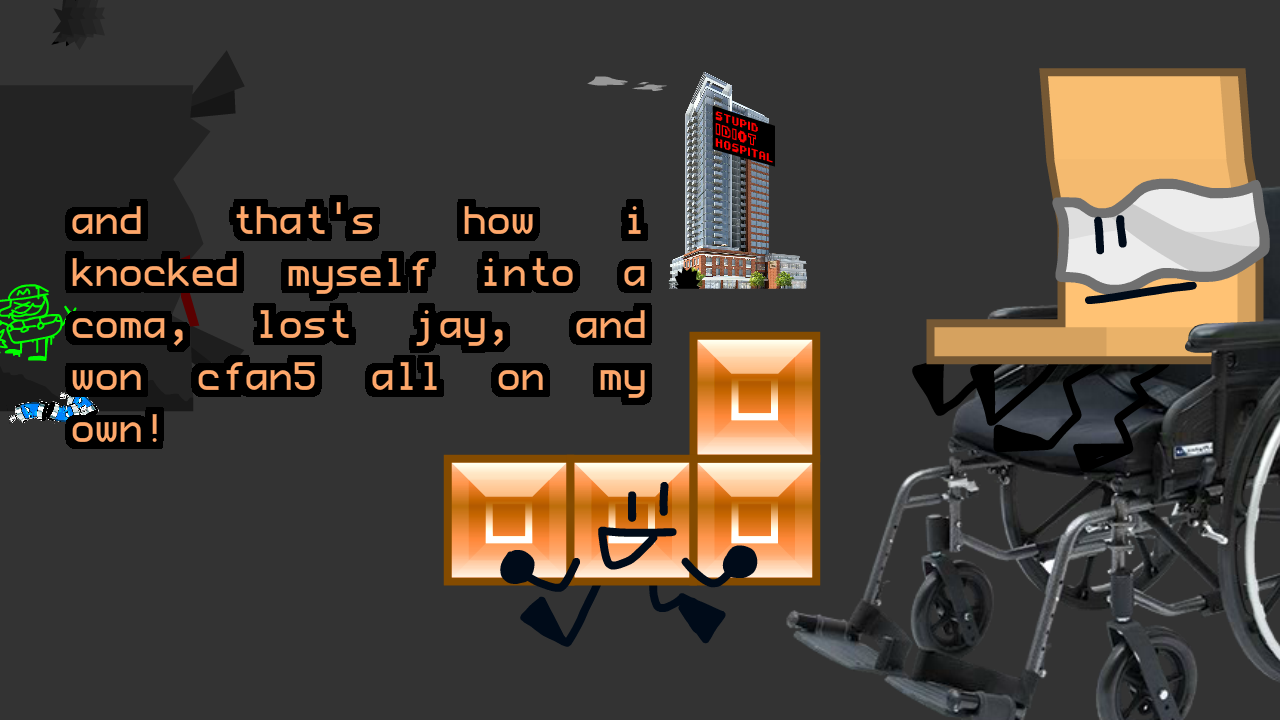 STUPID
IDIOT
HOSPITAL
and that's how i
knocked myself into a
coma, lost jay, and
won cfan5 all on my
own!